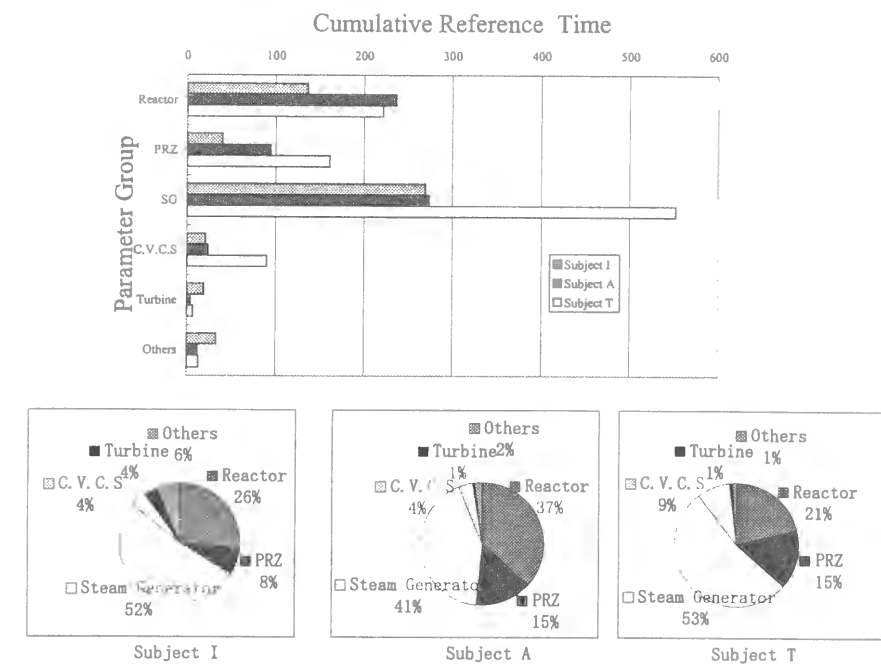 Cumulative Reference Time
0 100 200 300 400 500 600
Parameter Group
Reactor
PRZ
SG
C.V.C.S
Turbine
Others
Subject I
Subject A
Subject T
Others
6%
Turbine
4%
C.V.C.S
4%
Reactor
26%
PRZ
8%
Steam Generator
52%
Subject I
Others
2%
Turbine
1%
C.V.C.S
4%
Reactor
37%
Steam Generator
41%
PRZ
15%
Subject A
Others
1%
Turbine
1%
C.V.C.S
9%
Reactor
21%
PRZ
15%
Steam Generator
53%
Subject T